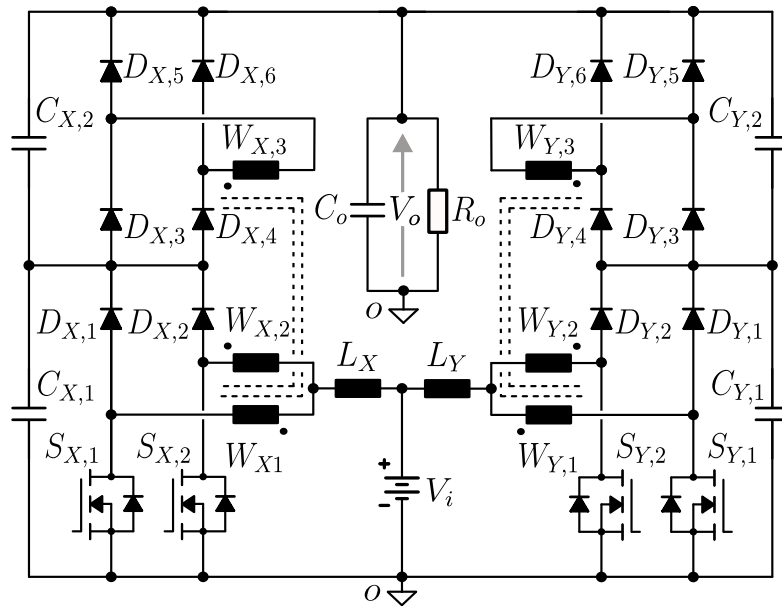 D_{X,5} D_{X,6} D_{Y,6} D_{Y,5}
C_{X,2} W_{X,3} W_{Y,3} C_{Y,2}
D_{X,3} D_{X,4} C_o V_o R_o D_{Y,4} D_{Y,3}
o
D_{X,1} D_{X,2} W_{X,2} W_{Y,2} D_{Y,2} D_{Y,1}
L_X L_Y
C_{X,1} C_{Y,1}
S_{X,1} S_{X,2} W_{X1} W_{Y,1} S_{Y,2} S_{Y,1}
+
V_i
-
o